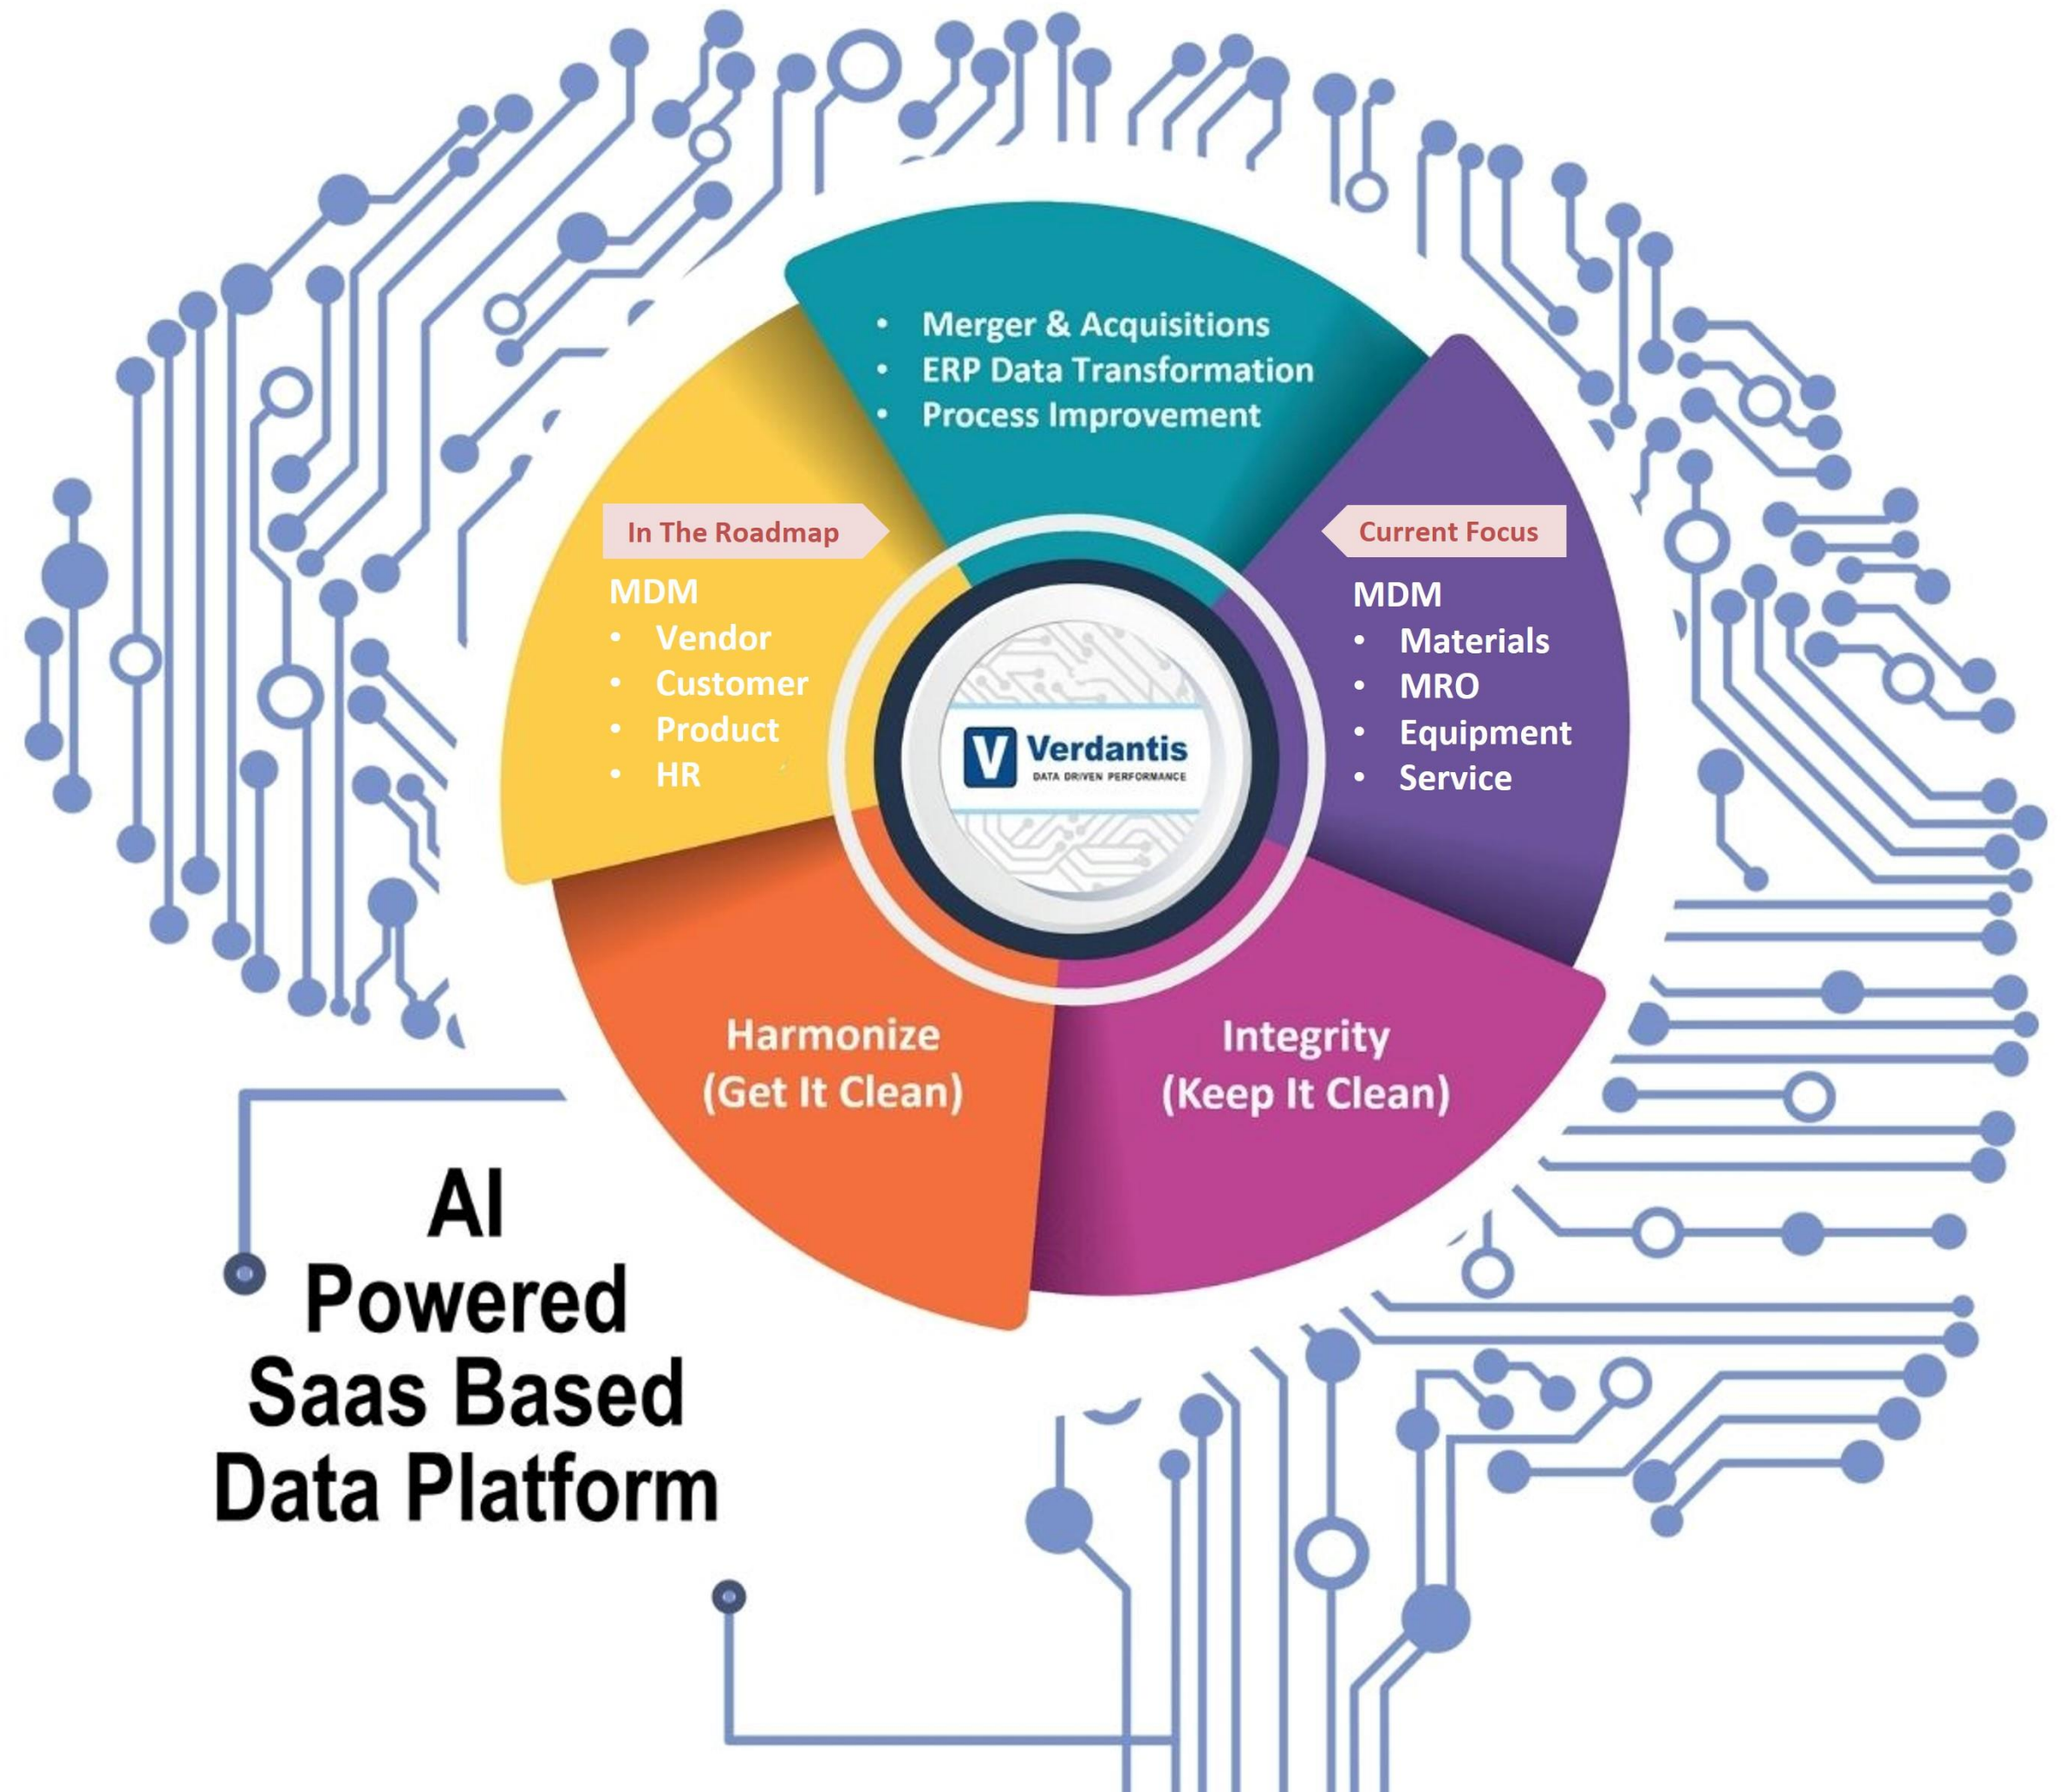 • Merger & Acquisitions
• ERP Data Transformation
• Process Improvement
In The Roadmap
MDM
• Vendor
• Customer
• Product
• HR
Current Focus
MDM
• Materials
• MRO
• Equipment
• Service
V Verdantis
DATA DRIVEN PERFORMANCE
Harmonize
(Get It Clean)
Integrity
(Keep It Clean)
AI
Powered
Saas Based
Data Platform